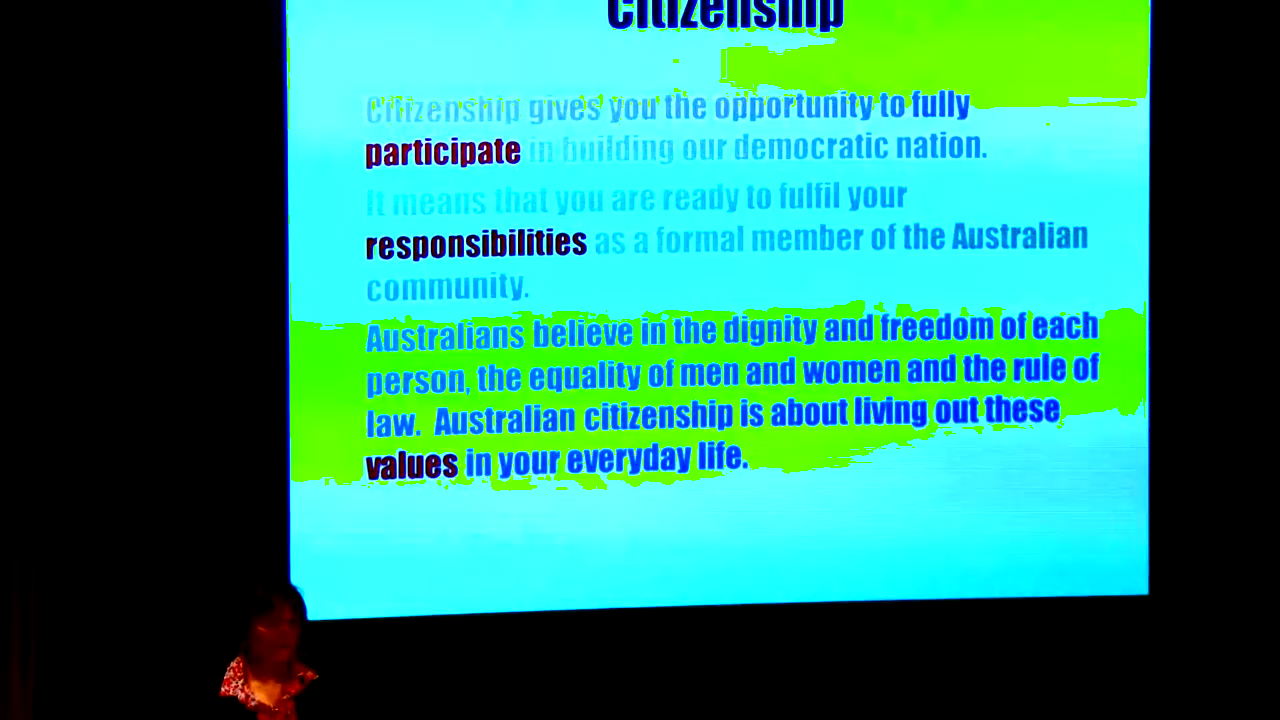 Citizenship
Citizenship gives you the opportunity to fully
participate in building our democratic nation.
It means that you are ready to fulfil your
responsibilities as a formal member of the Australian
community.
Australians believe in the dignity and freedom of each
person, the equality of men and women and the rule of
law. Australian citizenship is about living out these
values in your everyday life.